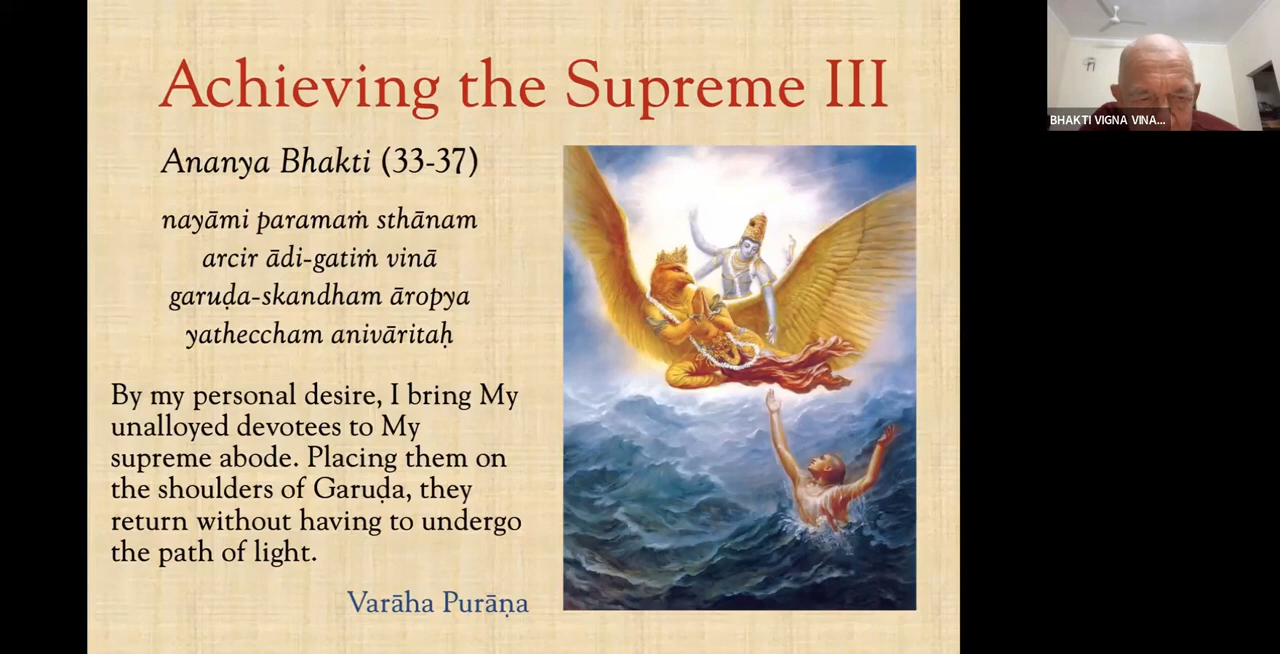 Achieving the Supreme III
Ananya Bhakti (33-37)
nayāmi paramaṁ sthānam
arcir ādi-gatiṁ vinā
garuḍa-skandham āropya
yatheccham anivāritaḥ
By my personal desire, I bring My
unalloyed devotees to My
supreme abode. Placing them on
the shoulders of Garuḍa, they
return without having to undergo
the path of light.
Varāha Purāṇa
BHAKTI VIGNA VINA...